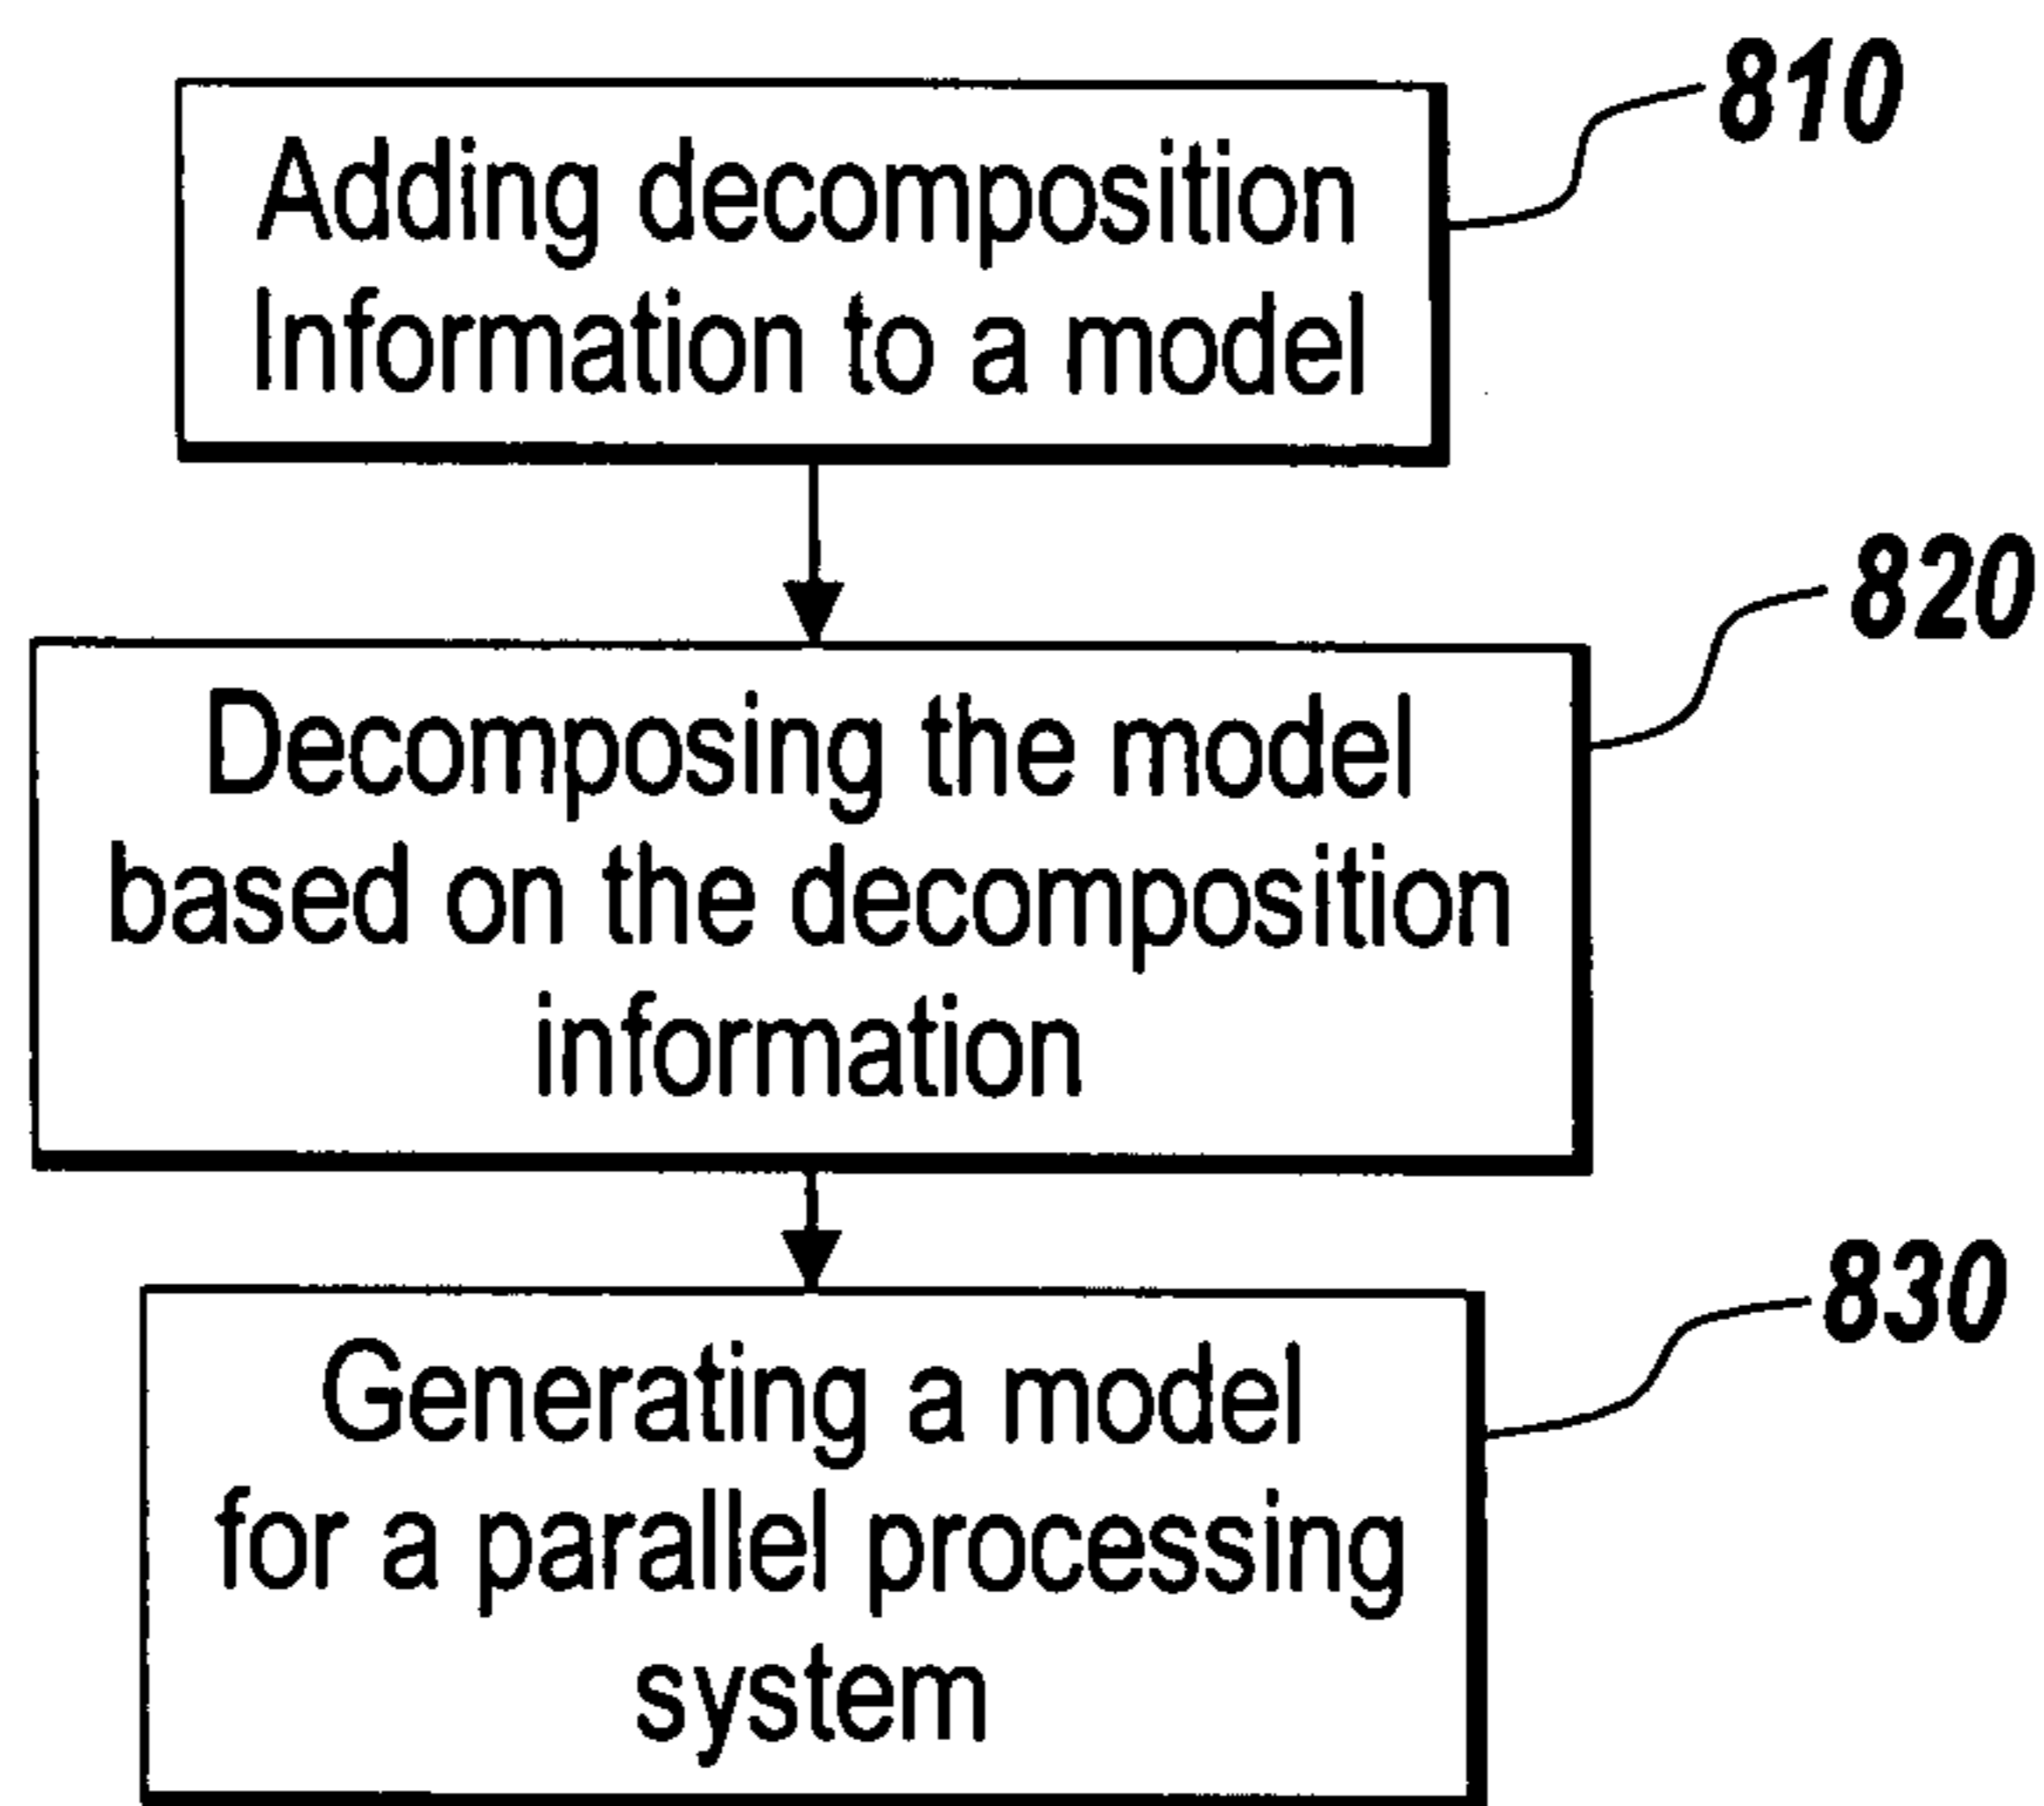 810
Adding decomposition
Information to a model
820
Decomposing the model
based on the decomposition
information
830
Generating a model
for a parallel processing
system